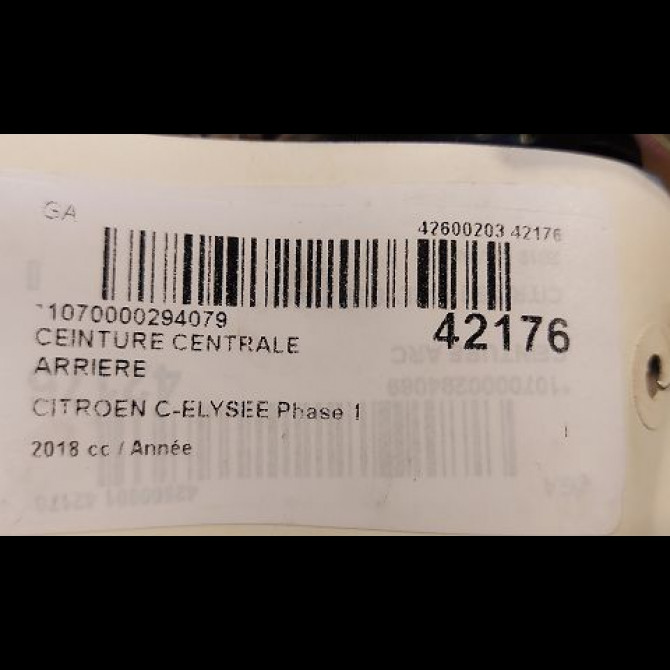 GA
42600203 42176
*1070000294079
42176
CEINTURE CENTRALE
ARRIERE
CITROEN C-ELYSEE Phase 1
2018 cc / Année